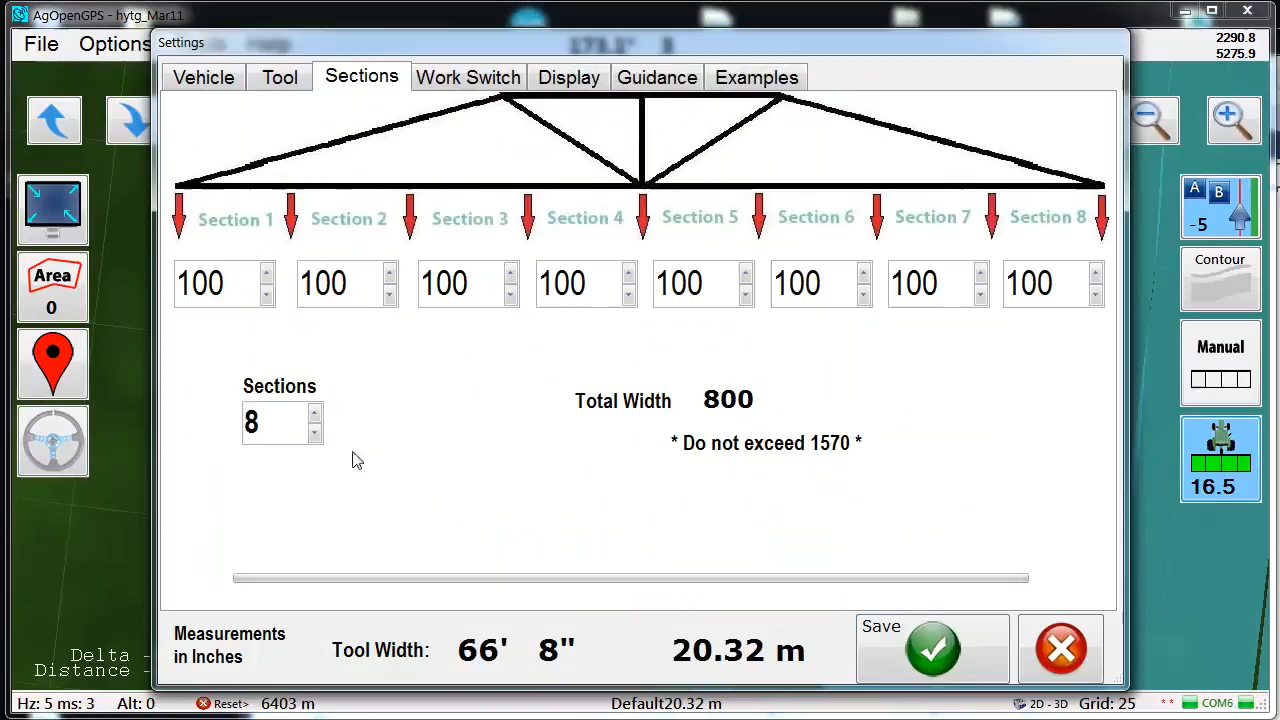 AgOpenGPS - hytg_Mar11
File Options Help
173.1°
2290.8
5275.9
Settings
Vehicle Tool Sections Work Switch Display Guidance Examples
Section 1 Section 2 Section 3 Section 4 Section 5 Section 6 Section 7 Section 8
100 100 100 100 100 100 100 100
Sections
8
Total Width 800
* Do not exceed 1570 *
Measurements
in Inches
Tool Width: 66' 8" 20.32 m
Save
Area
0
A B
-5
Contour
Manual
16.5
Delta -
Distance -
Hz: 5 ms: 3 Alt: 0 Reset> 6403 m Default20.32 m 2D - 3D Grid: 25 * * COM6